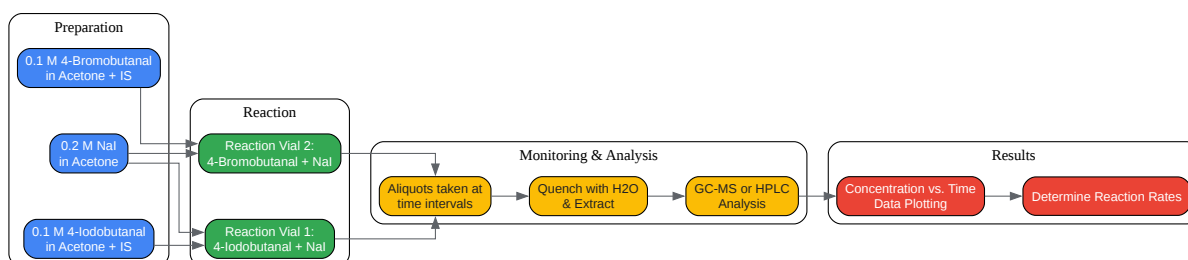 Preparation
0.1 M 4-Bromobutanal
in Acetone + IS
0.2 M NaI
in Acetone
0.1 M 4-Iodobutanal
in Acetone + IS
Reaction
Reaction Vial 2:
4-Bromobutanal + NaI
Reaction Vial 1:
4-Iodobutanal + NaI
Monitoring & Analysis
Aliquots taken at
time intervals
Quench with H2O
& Extract
GC-MS or HPLC
Analysis
Results
Concentration vs. Time
Data Plotting
Determine Reaction Rates